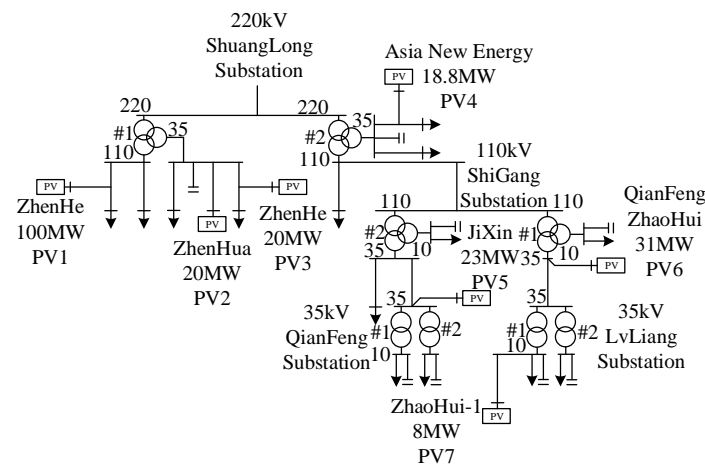 220kV
ShuangLong
Substation
Asia New Energy
18.8MW
PV4
PV
220
220
#1
35
110
#2
35
110
110kV
ShiGang
Substation
PV
ZhenHe
100MW
PV1
PV
ZhenHua
20MW
PV2
PV
ZhenHe
20MW
PV3
110
110
#2
35
10
JiXin
23MW
PV5
PV
#1
35
10
QianFeng
ZhaoHui
31MW
PV6
PV
35kV
QianFeng
Substation
35
#1
#2
10
35
#1
#2
10
35kV
LvLiang
Substation
ZhaoHui-1
8MW
PV7
PV